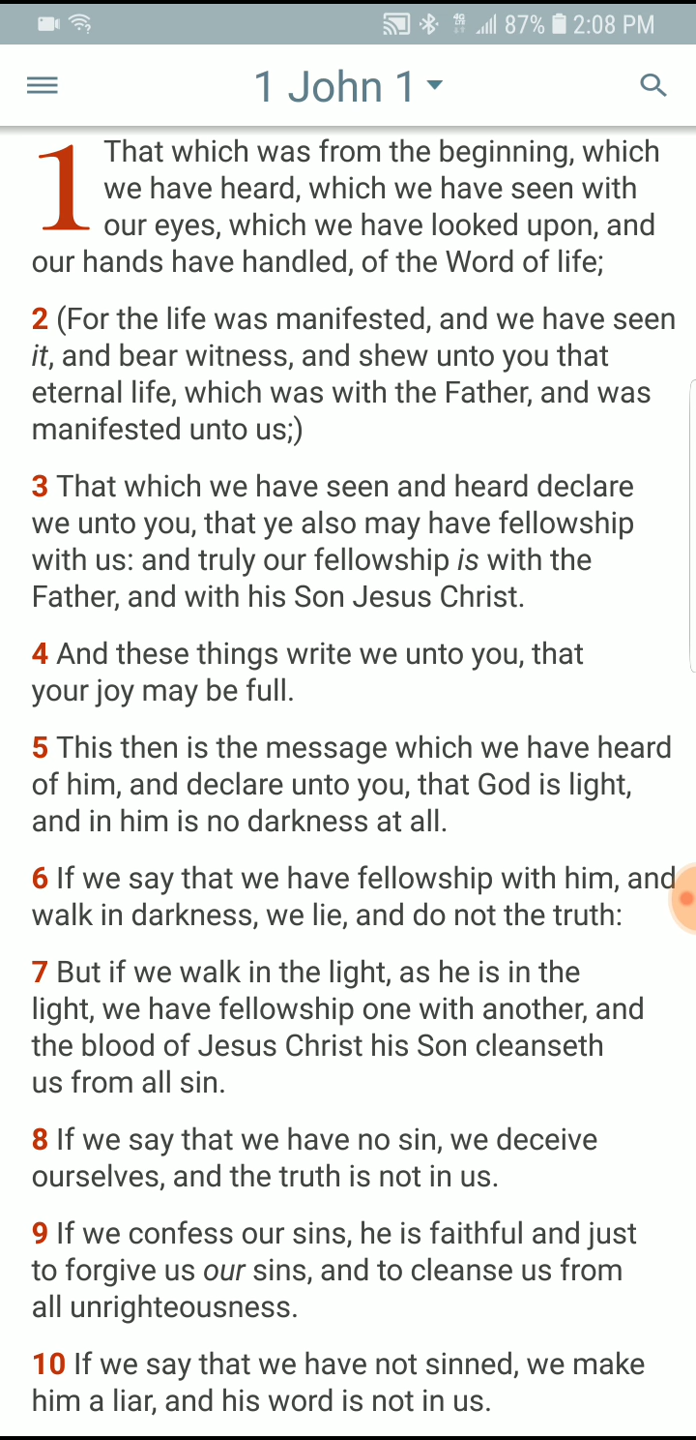 87% 2:08 PM
1 John 1
1 That which was from the beginning, which
we have heard, which we have seen with
our eyes, which we have looked upon, and
our hands have handled, of the Word of life;
2 (For the life was manifested, and we have seen
it, and bear witness, and shew unto you that
eternal life, which was with the Father, and was
manifested unto us;)
3 That which we have seen and heard declare
we unto you, that ye also may have fellowship
with us: and truly our fellowship is with the
Father, and with his Son Jesus Christ.
4 And these things write we unto you, that
your joy may be full.
5 This then is the message which we have heard
of him, and declare unto you, that God is light,
and in him is no darkness at all.
6 If we say that we have fellowship with him, and
walk in darkness, we lie, and do not the truth:
7 But if we walk in the light, as he is in the
light, we have fellowship one with another, and
the blood of Jesus Christ his Son cleanseth
us from all sin.
8 If we say that we have no sin, we deceive
ourselves, and the truth is not in us.
9 If we confess our sins, he is faithful and just
to forgive us our sins, and to cleanse us from
all unrighteousness.
10 If we say that we have not sinned, we make
him a liar, and his word is not in us.